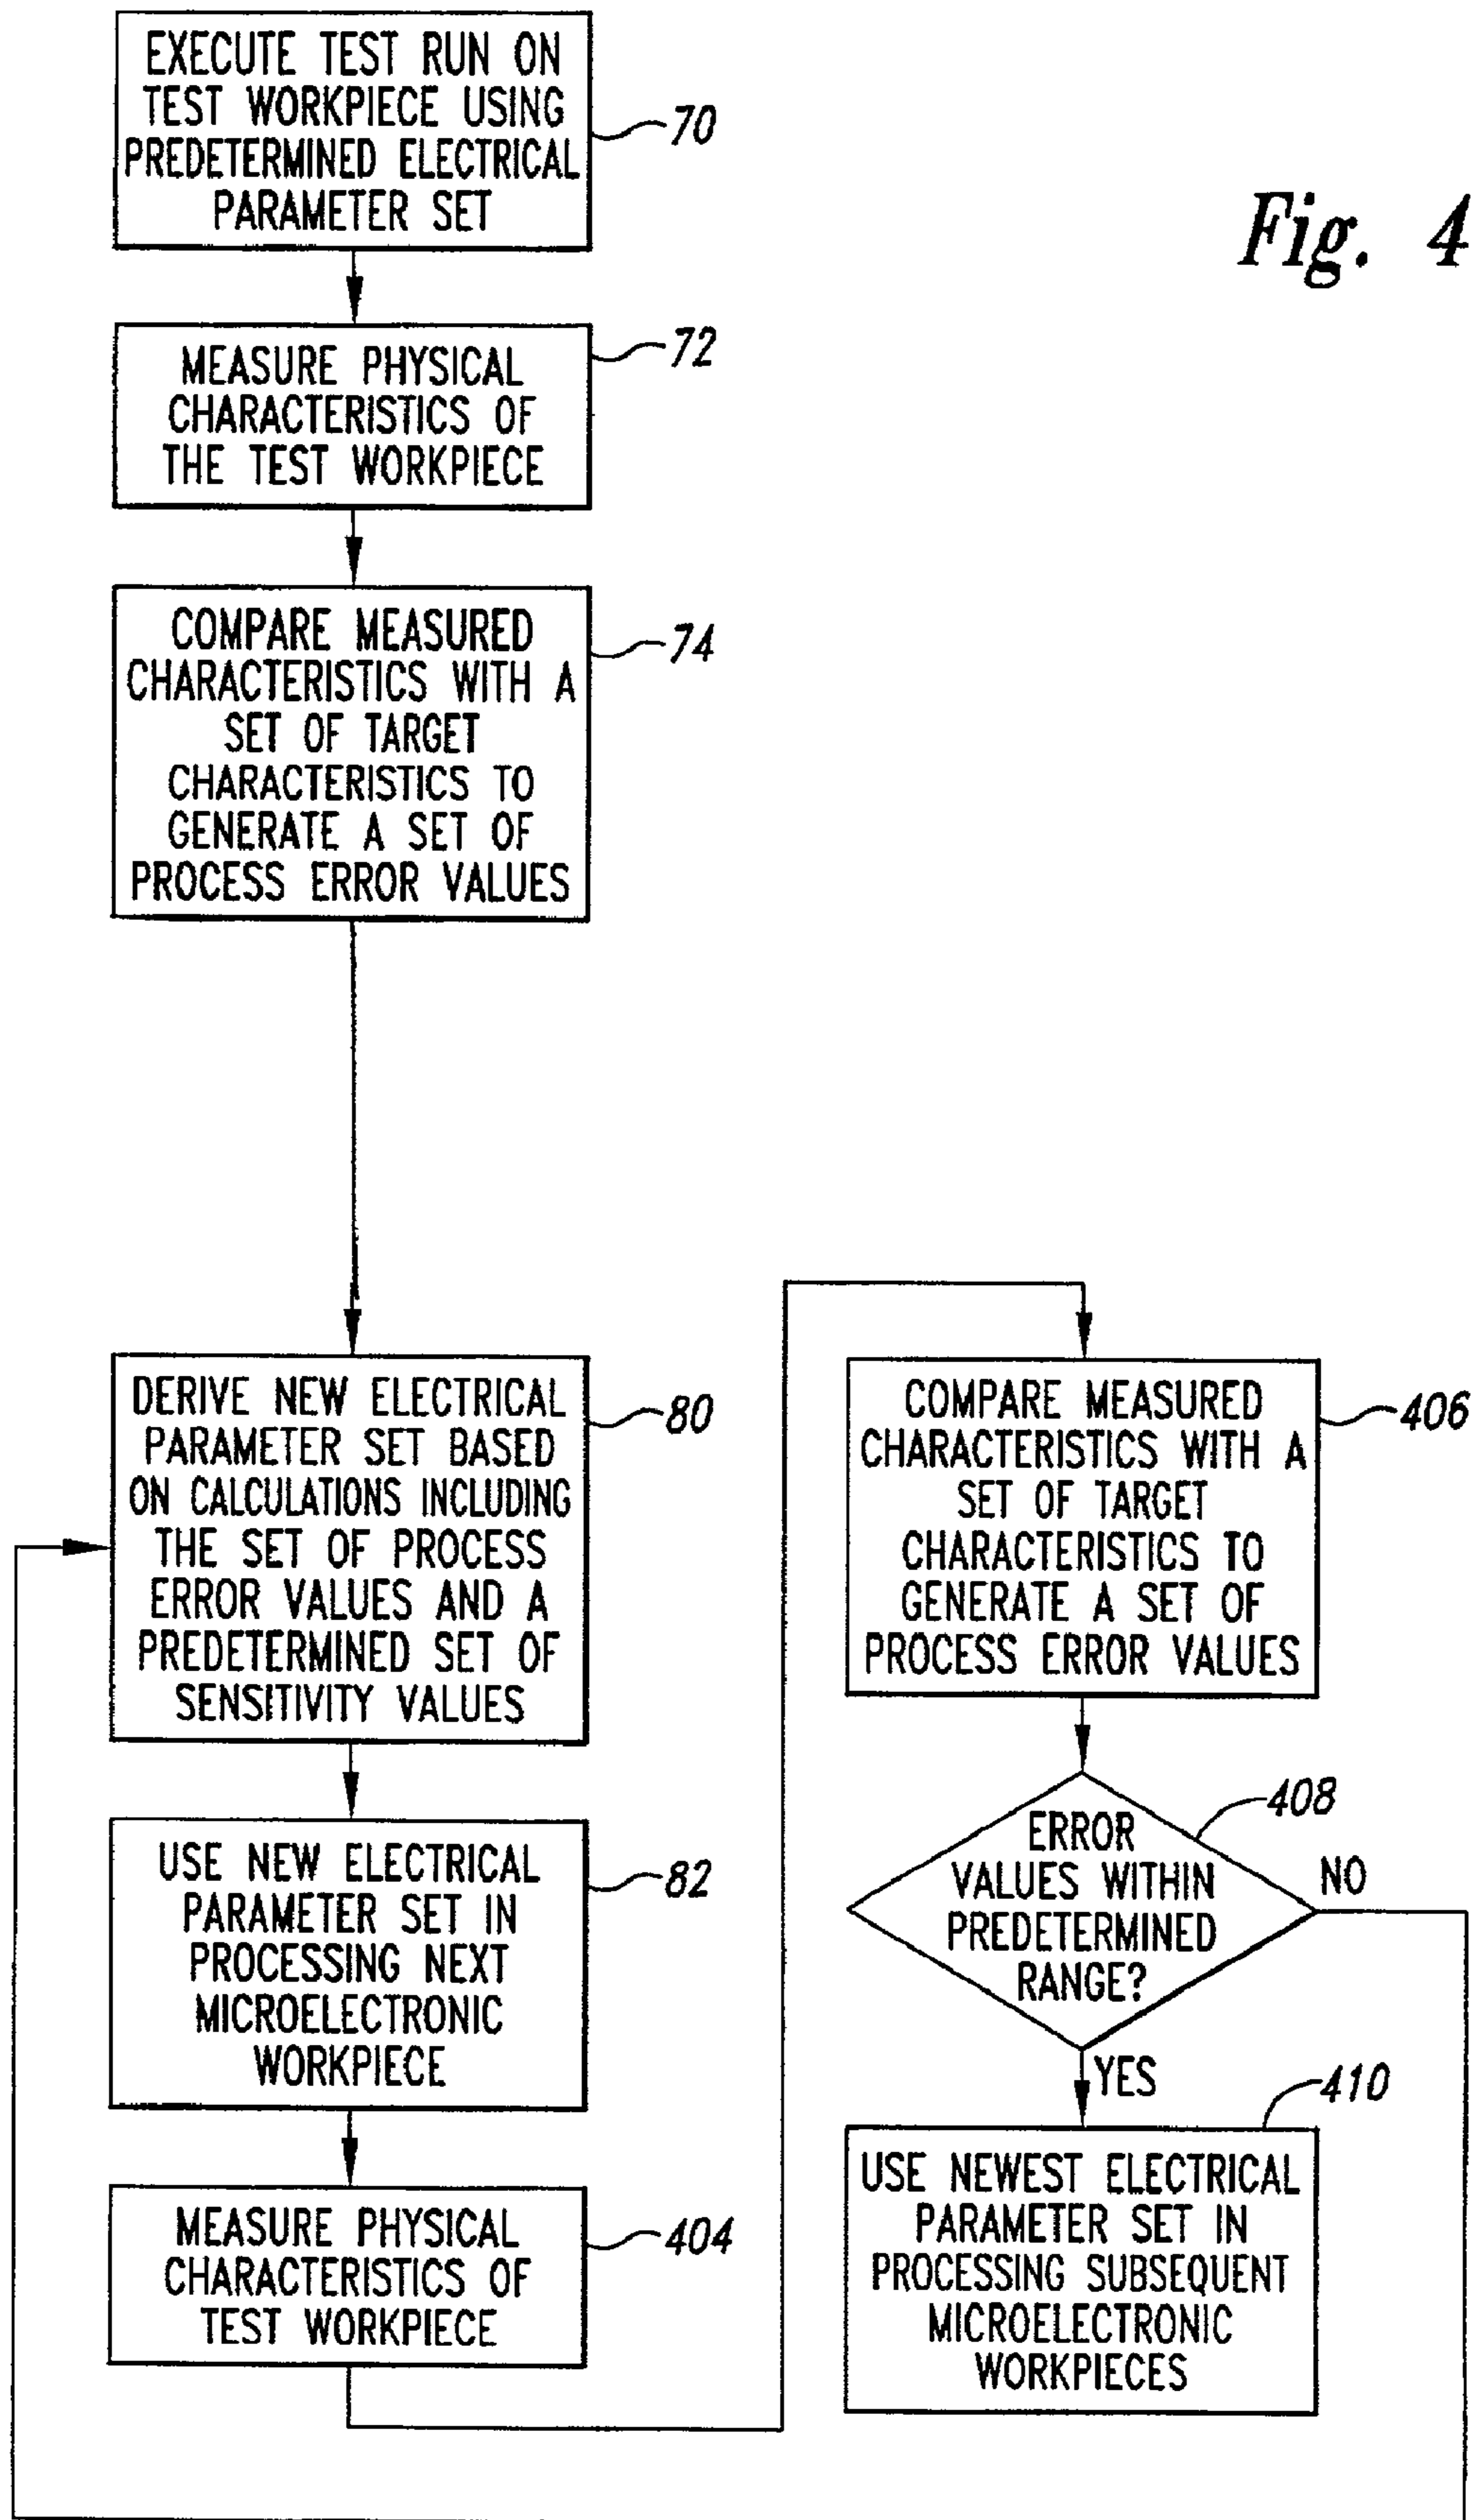 EXECUTE TEST RUN ON
TEST WORKPIECE USING
PREDETERMINED ELECTRICAL
PARAMETER SET
70
Fig. 4
MEASURE PHYSICAL
CHARACTERISTICS OF
THE TEST WORKPIECE
72
COMPARE MEASURED
CHARACTERISTICS WITH A
SET OF TARGET
CHARACTERISTICS TO
GENERATE A SET OF
PROCESS ERROR VALUES
74
DERIVE NEW ELECTRICAL
PARAMETER SET BASED
ON CALCULATIONS INCLUDING
THE SET OF PROCESS
ERROR VALUES AND A
PREDETERMINED SET OF
SENSITIVITY VALUES
80
USE NEW ELECTRICAL
PARAMETER SET IN
PROCESSING NEXT
MICROELECTRONIC
WORKPIECE
82
MEASURE PHYSICAL
CHARACTERISTICS OF
TEST WORKPIECE
404
COMPARE MEASURED
CHARACTERISTICS WITH A
SET OF TARGET
CHARACTERISTICS TO
GENERATE A SET OF
PROCESS ERROR VALUES
406
ERROR
VALUES WITHIN
PREDETERMINED
RANGE?
408
NO
YES
410
USE NEWEST ELECTRICAL
PARAMETER SET IN
PROCESSING SUBSEQUENT
MICROELECTRONIC
WORKPIECES